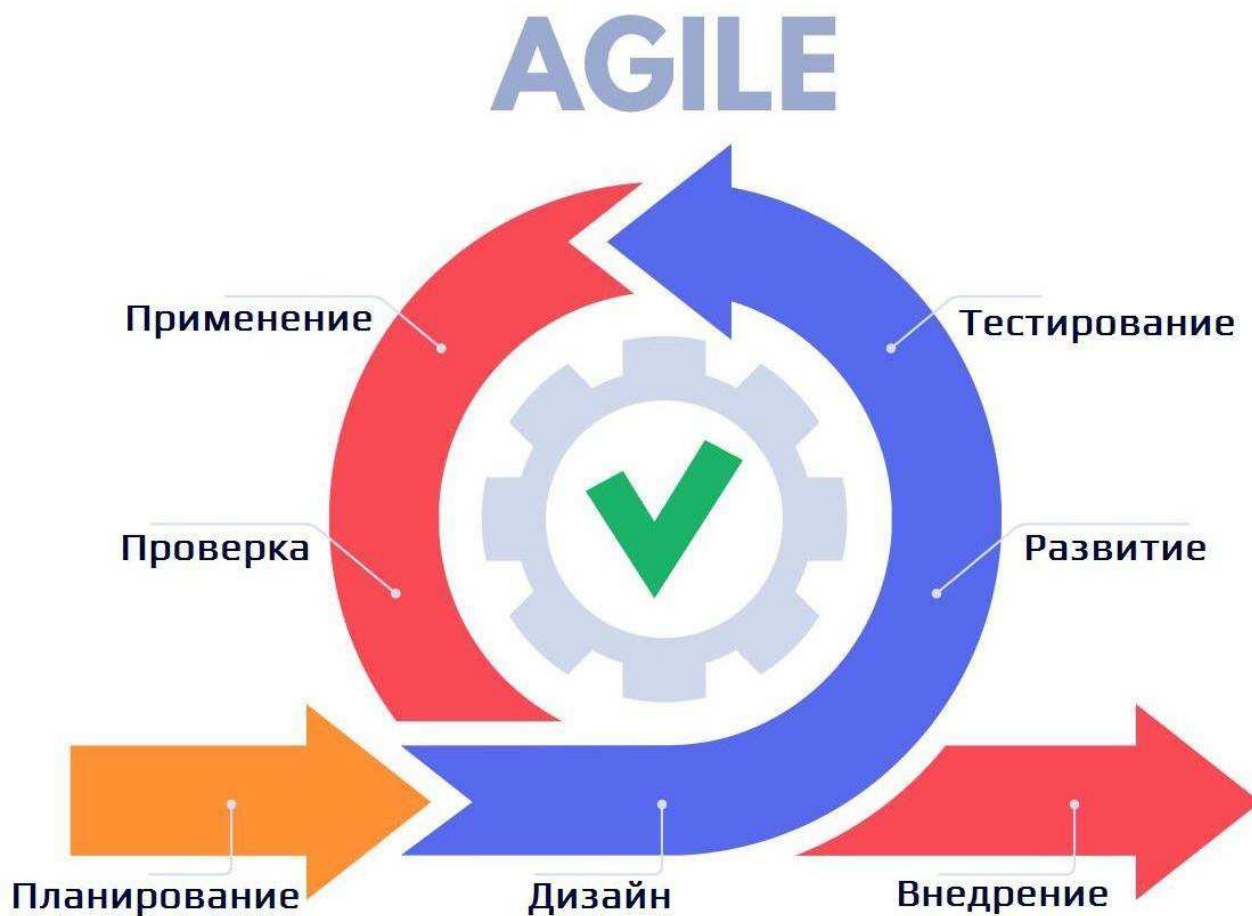 AGILE
Применение
Тестирование
Проверка
Развитие
Планирование
Дизайн
Внедрение